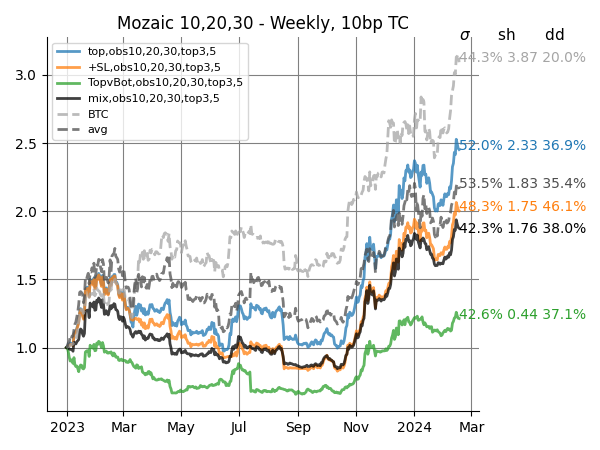 Mozaic 10,20,30 - Weekly, 10bp TC
σ sh dd
top,obs10,20,30,top3,5
+SL,obs10,20,30,top3,5
TopvBot,obs10,20,30,top3,5
mix,obs10,20,30,top3,5
BTC
avg
44.3% 3.87 20.0%
52.0% 2.33 36.9%
53.5% 1.83 35.4%
48.3% 1.75 46.1%
42.3% 1.76 38.0%
42.6% 0.44 37.1%
3.0
2.5
2.0
1.5
1.0
2023 Mar May Jul Sep Nov 2024 Mar